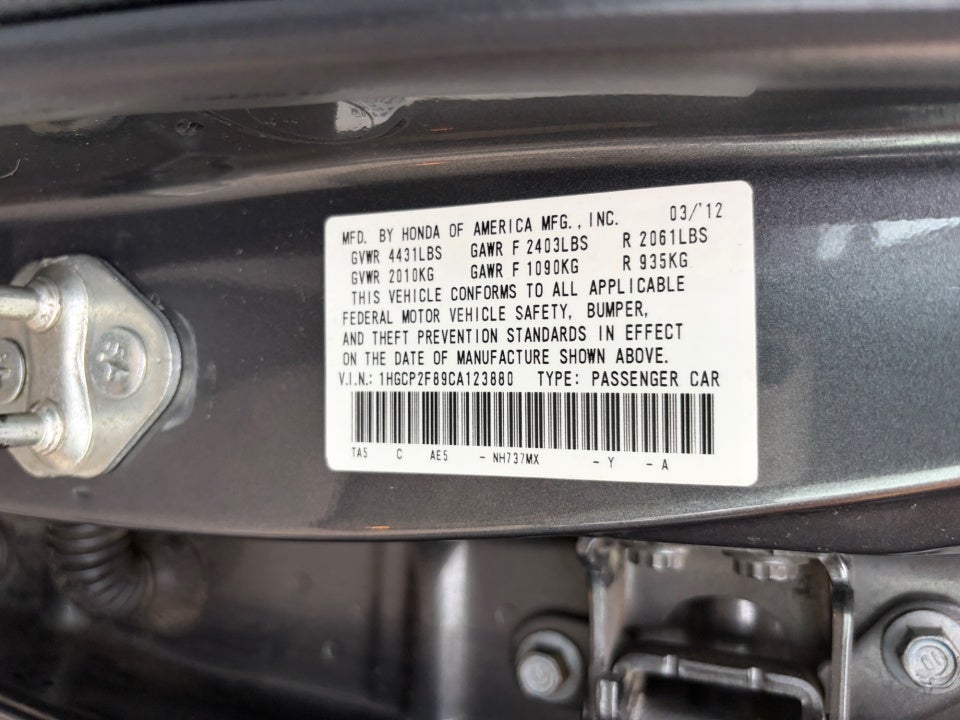 MFD. BY HONDA OF AMERICA MFG., INC. 03/'12
GVWR 4431LBS GAWR F 2403LBS R 2061LBS
GVWR 2010KG GAWR F 1090KG R 935KG
THIS VEHICLE CONFORMS TO ALL APPLICABLE
FEDERAL MOTOR VEHICLE SAFETY, BUMPER,
AND THEFT PREVENTION STANDARDS IN EFFECT
ON THE DATE OF MANUFACTURE SHOWN ABOVE.
V.I.N.: 1HGCP2F89CA123880 TYPE: PASSENGER CAR
TA5 C AE5 - NH737MX - Y - A